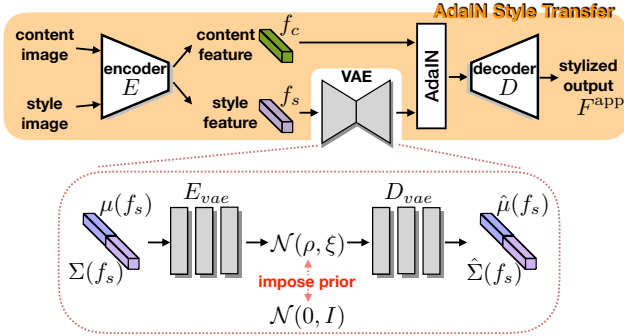 AdaIN Style Transfer
content image
content feature
f_c
encoder
E
style image
style feature
f_s
VAE
AdaIN
decoder
D
stylized output
F^app
μ(f_s)
Σ(f_s)
E_vae
N(ρ, ξ)
impose prior
N(0, I)
D_vae
μ̂(f_s)
Σ̂(f_s)